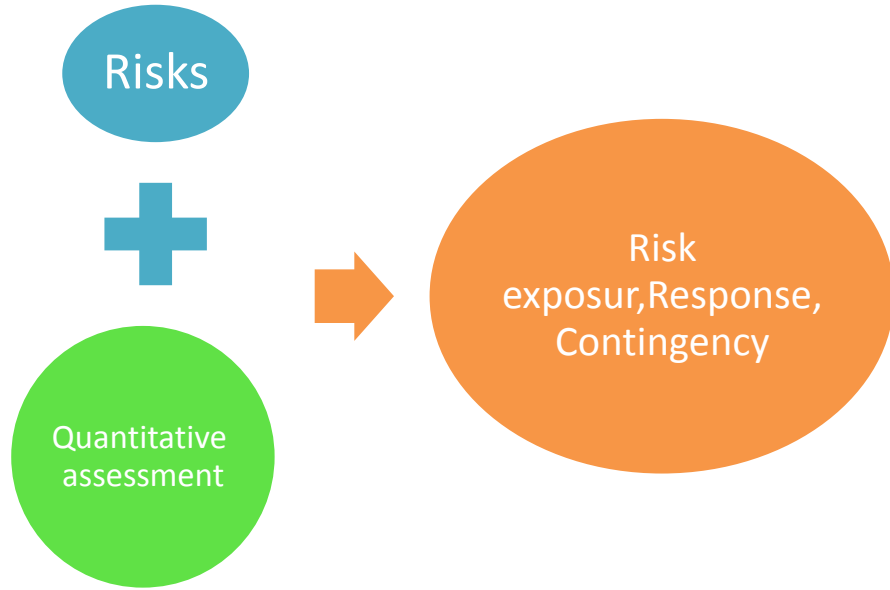 Risks
Quantitative
assessment
Risk
exposur,Response,
Contingency